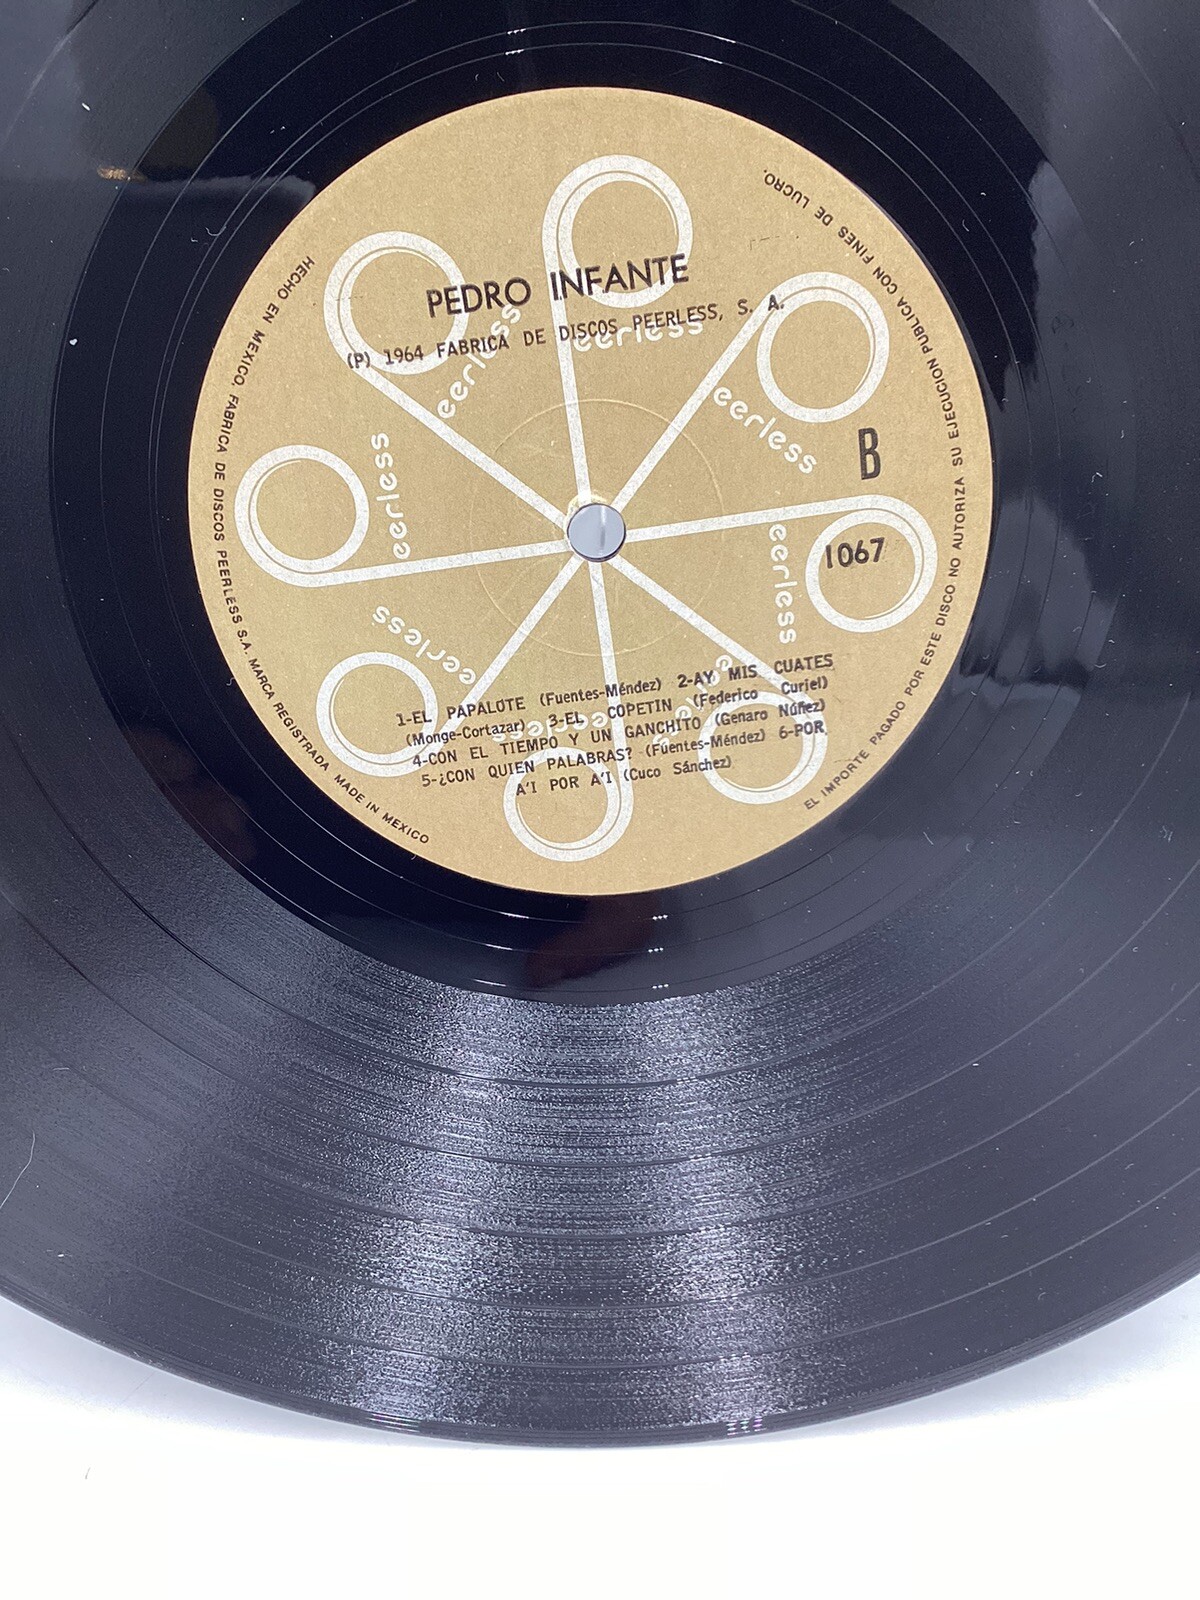 PEDRO INFANTE
(P) 1964 FABRICA DE DISCOS PEERLESS, S. A.
B
1067
1-EL PAPALOTE (Fuentes-Méndez) 2-AY MIS CUATES
(Monge-Cortazar) 3-EL COPETIN (Federico Curiel)
4-CON EL TIEMPO Y UN GANCHITO (Genaro Núñez)
5-¿CON QUIEN PALABRAS? (Fuentes-Méndez) 6-POR
A'I POR A'I (Cuco Sánchez)
HECHO EN MEXICO. FABRICA DE DISCOS PEERLESS S.A. MARCA REGISTRADA MADE IN MEXICO
EL IMPORTE PAGADO POR ESTE DISCO NO AUTORIZA SU EJECUCION PUBLICA CON FINES DE LUCRO.
eerless
eerless
eerless
eerless
eerless
eerless
eerless